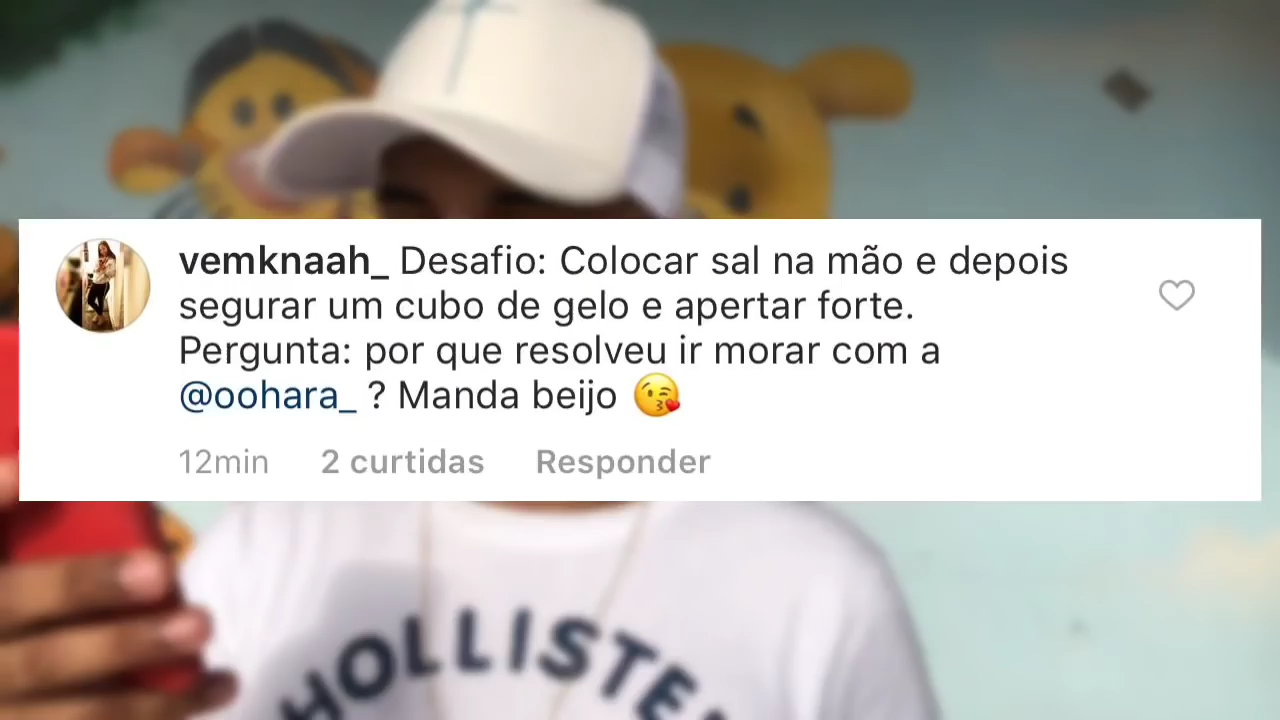 vemknaah_ Desafio: Colocar sal na mão e depois
segurar um cubo de gelo e apertar forte.
Pergunta: por que resolveu ir morar com a
@oohara_ ? Manda beijo 😘
12min 2 curtidas Responder
HOLLISTE